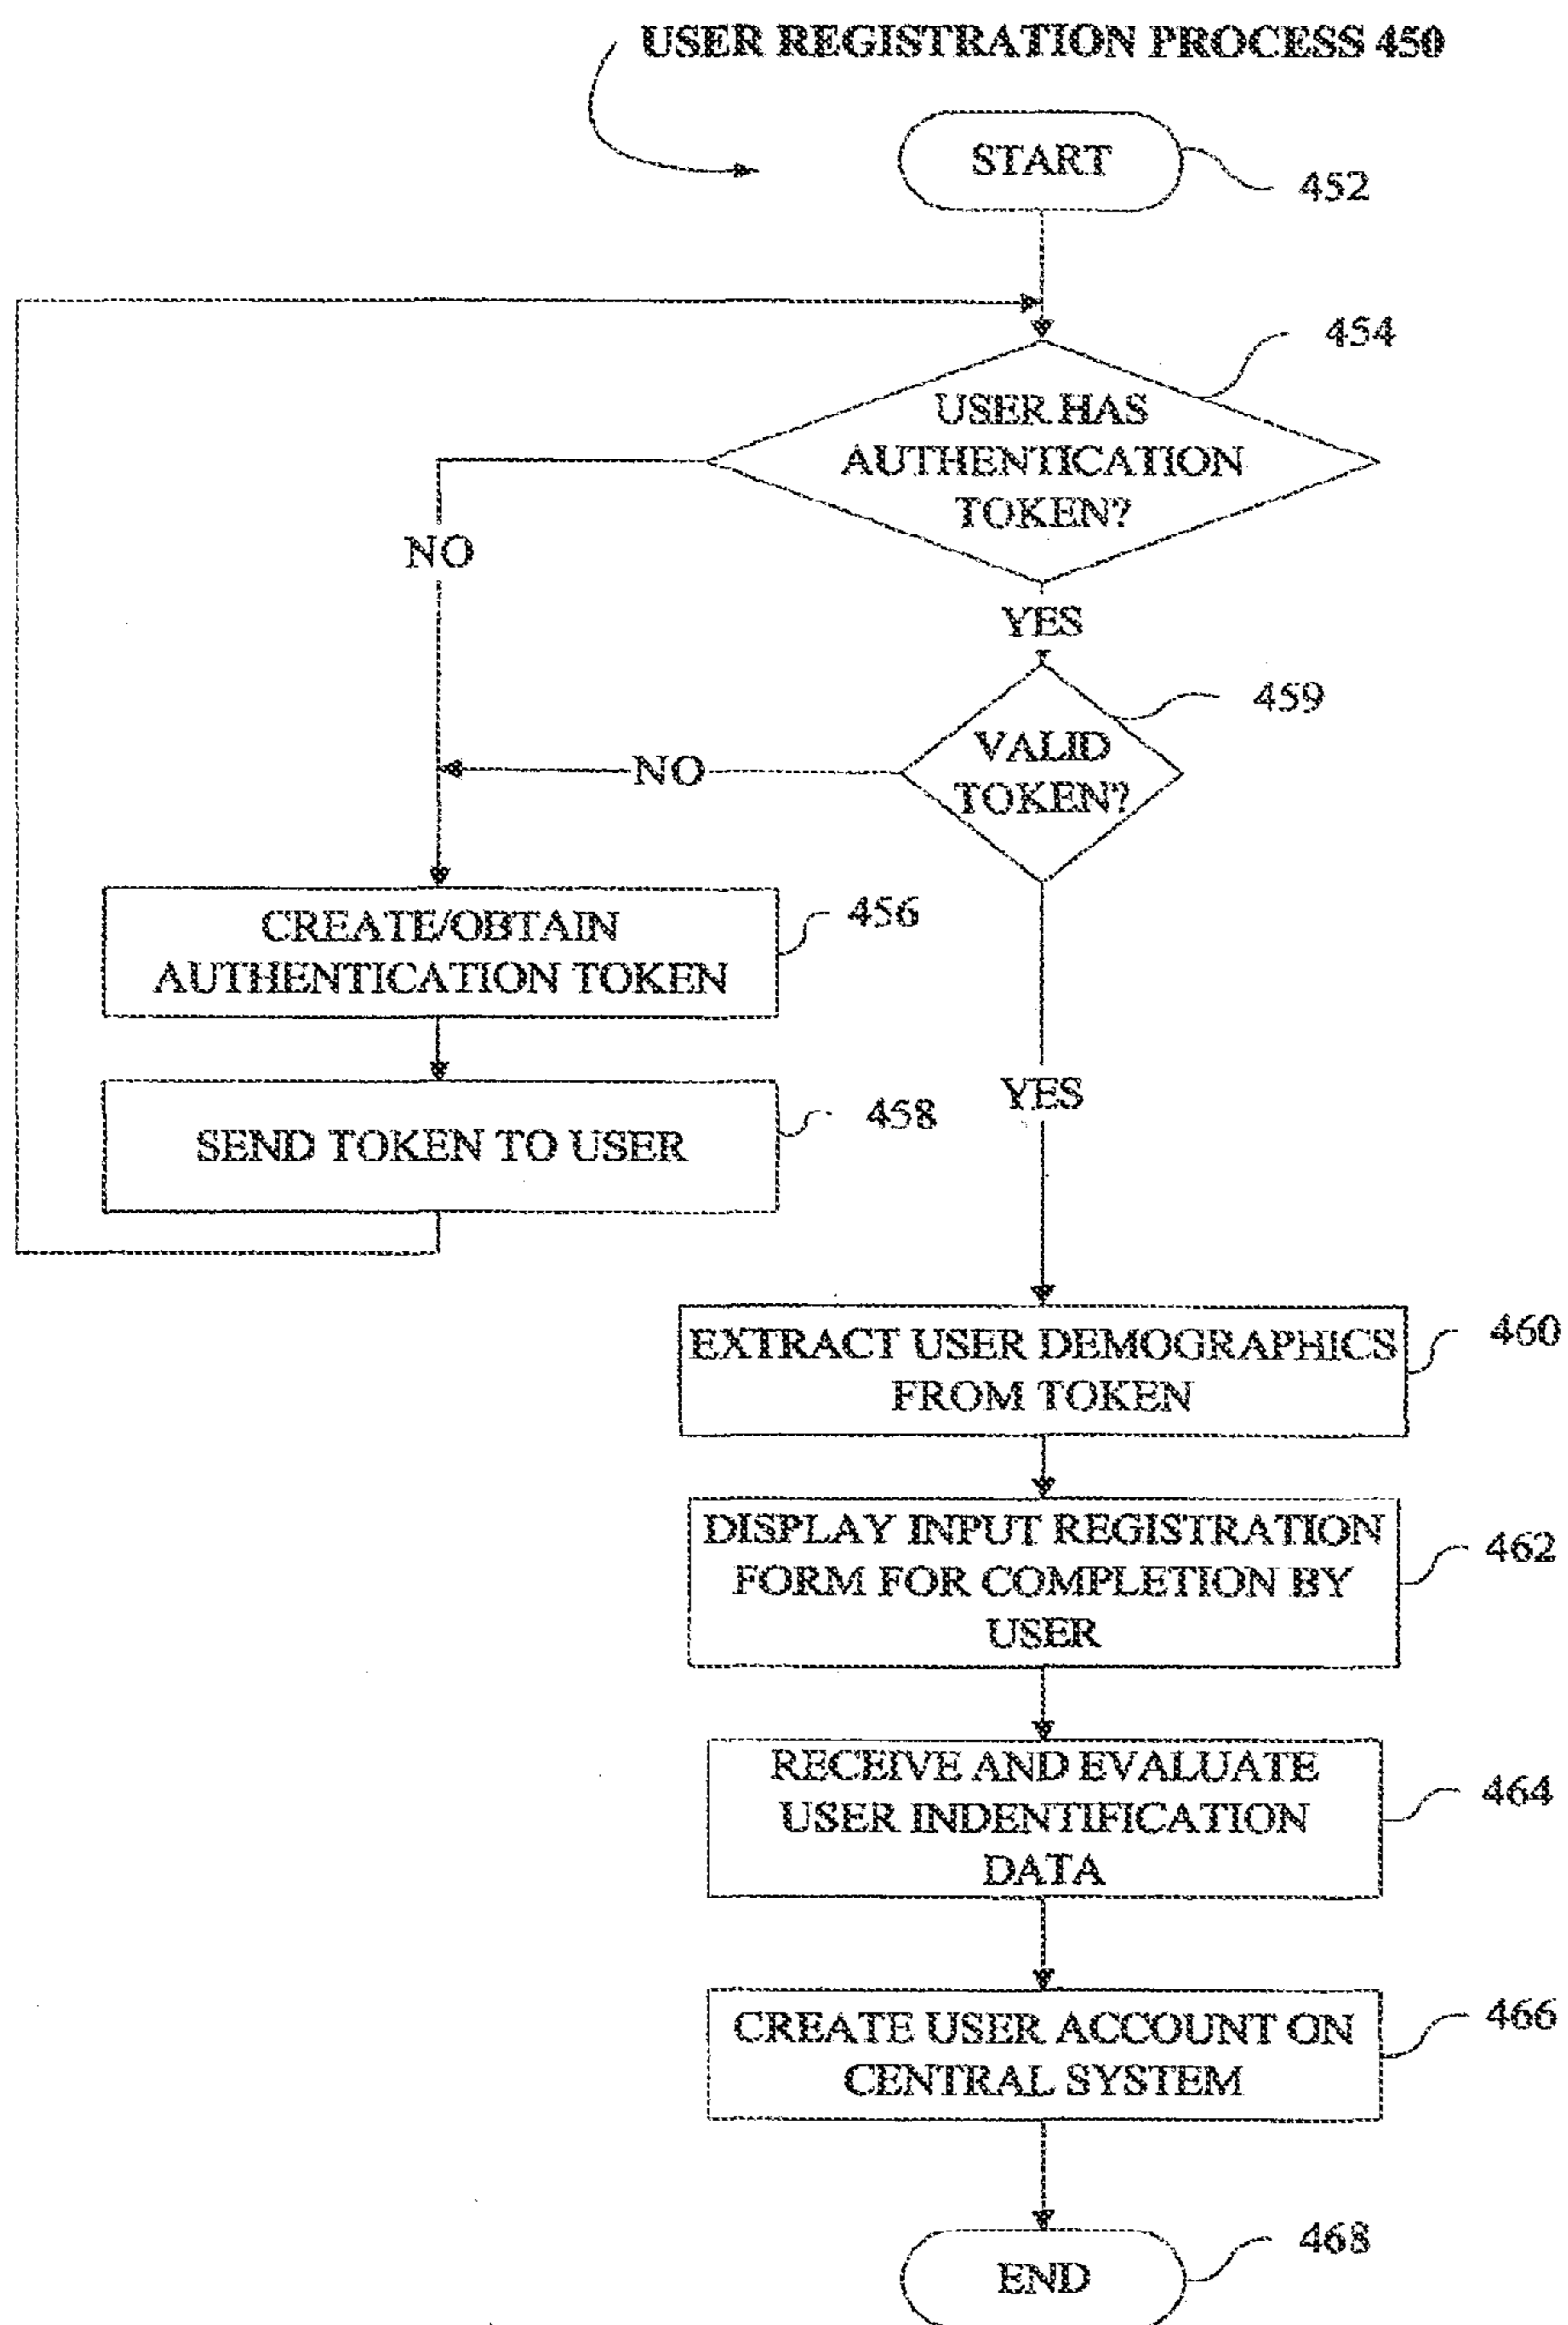 USER REGISTRATION PROCESS 450
START
452
454
USER HAS
AUTHENTICATION
TOKEN?
NO
YES
459
VALID
TOKEN?
NO
CREATE/OBTAIN
AUTHENTICATION TOKEN
456
SEND TOKEN TO USER
458
YES
EXTRACT USER DEMOGRAPHICS
FROM TOKEN
460
DISPLAY INPUT REGISTRATION
FORM FOR COMPLETION BY
USER
462
RECEIVE AND EVALUATE
USER INDENTIFICATION
DATA
464
CREATE USER ACCOUNT ON
CENTRAL SYSTEM
466
END
468